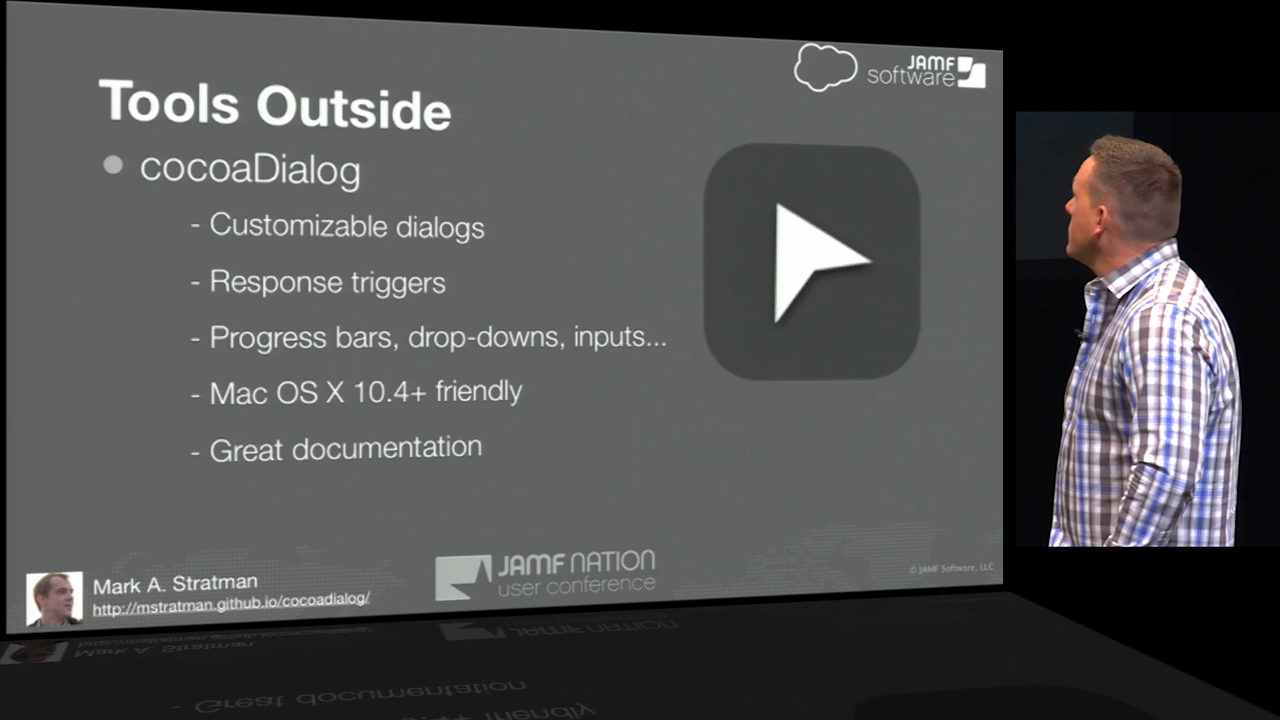 JAMF
software
Tools Outside
cocoaDialog
- Customizable dialogs
- Response triggers
- Progress bars, drop-downs, inputs...
- Mac OS X 10.4+ friendly
- Great documentation
JAMF NATION
user conference
© JAMF Software, LLC
Mark A. Stratman
http://mstratman.github.io/cocoadialog/